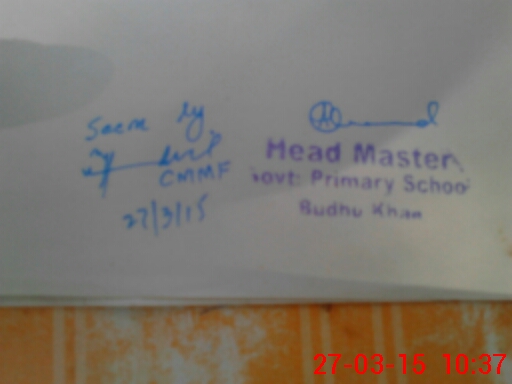 Seen by
CMMF
27/3/15
Head Master
Govt: Primary School
Budhu Khan
27-03-15 10:37